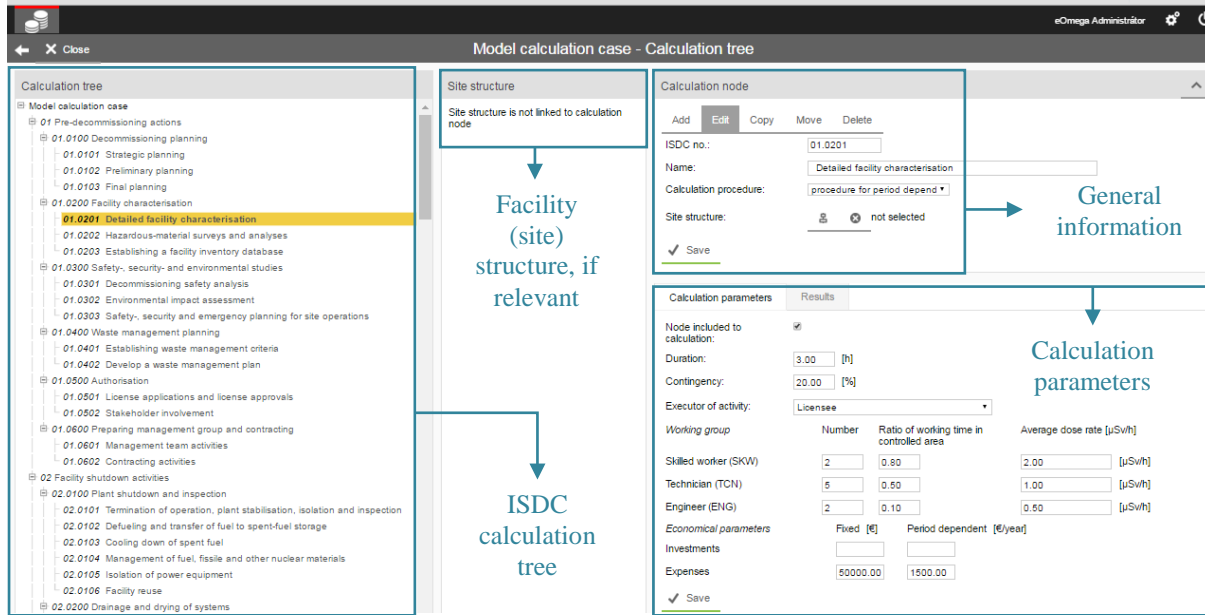 eOmega Administrátor
Close
Model calculation case - Calculation tree
Calculation tree
Model calculation case
01 Pre-decommissioning actions
01.0100 Decommissioning planning
01.0101 Strategic planning
01.0102 Preliminary planning
01.0103 Final planning
01.0200 Facility characterisation
01.0201 Detailed facility characterisation
01.0202 Hazardous-material surveys and analyses
01.0203 Establishing a facility inventory database
01.0300 Safety-, security- and environmental studies
01.0301 Decommissioning safety analysis
01.0302 Environmental impact assessment
01.0303 Safety-, security and emergency planning for site operations
01.0400 Waste management planning
01.0401 Establishing waste management criteria
01.0402 Develop a waste management plan
01.0500 Authorisation
01.0501 License applications and license approvals
01.0502 Stakeholder involvement
01.0600 Preparing management group and contracting
01.0601 Management team activities
01.0602 Contracting activities
02 Facility shutdown activities
02.0100 Plant shutdown and inspection
02.0101 Termination of operation, plant stabilisation, isolation and inspection
02.0102 Defueling and transfer of fuel to spent-fuel storage
02.0103 Cooling down of spent fuel
02.0104 Management of fuel, fissile and other nuclear materials
02.0105 Isolation of power equipment
02.0106 Facility reuse
02.0200 Drainage and drying of systems
Site structure
Site structure is not linked to calculation
node
Facility
(site)
structure, if
relevant
ISDC
calculation
tree
Calculation node
Add Edit Copy Move Delete
ISDC no.: 01.0201
Name: Detailed facility characterisation
Calculation procedure: procedure for period depend
Site structure: not selected
Save
General
information
Calculation parameters Results
Node included to
calculation:
Duration: 3.00 [h]
Contingency: 20.00 [%]
Executor of activity: Licensee
Calculation
parameters
Working group Number Ratio of working time in
controlled area Average dose rate [µSv/h]
Skilled worker (SKW) 2 0.80 2.00 [µSv/h]
Technician (TCN) 5 0.50 1.00 [µSv/h]
Engineer (ENG) 2 0.10 0.50 [µSv/h]
Economical parameters Fixed [€] Period dependent [€/year]
Investments
Expenses 50000.00 1500.00
Save